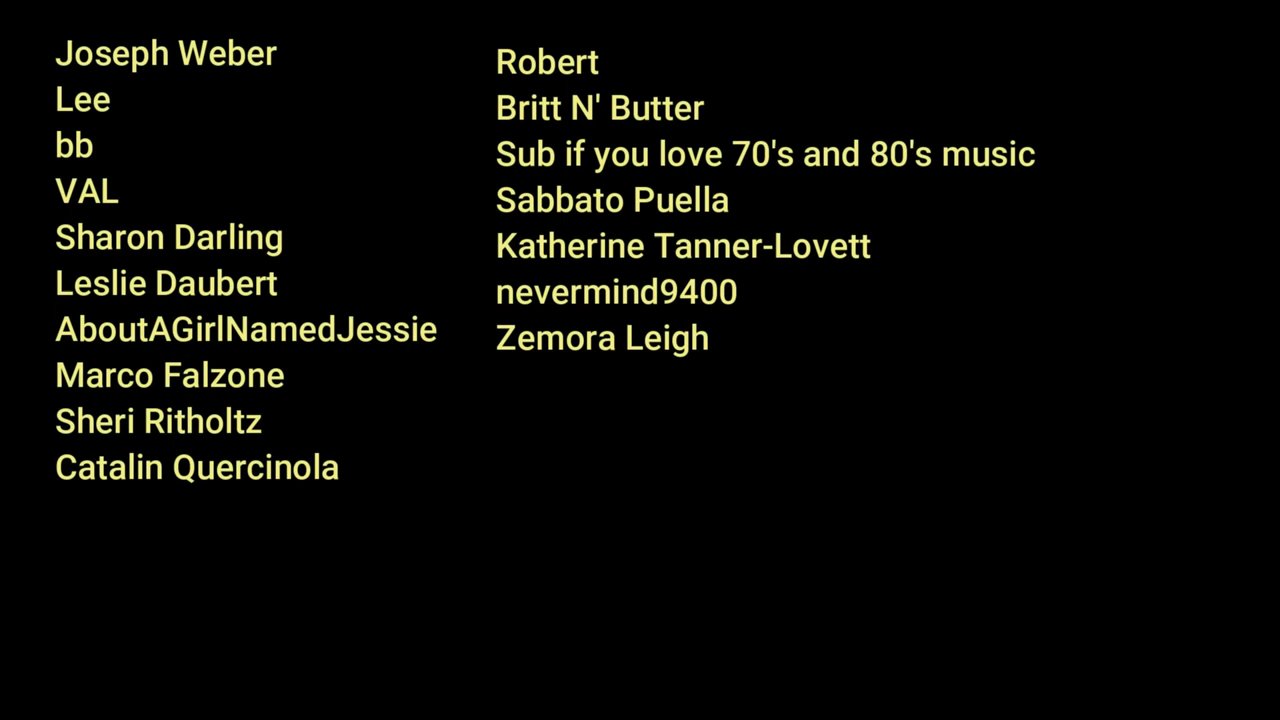 Joseph Weber
Lee
bb
VAL
Sharon Darling
Leslie Daubert
AboutAGirlNamedJessie
Marco Falzone
Sheri Ritholtz
Catalin Quercinola
Robert
Britt N' Butter
Sub if you love 70's and 80's music
Sabbato Puella
Katherine Tanner-Lovett
nevermind9400
Zemora Leigh